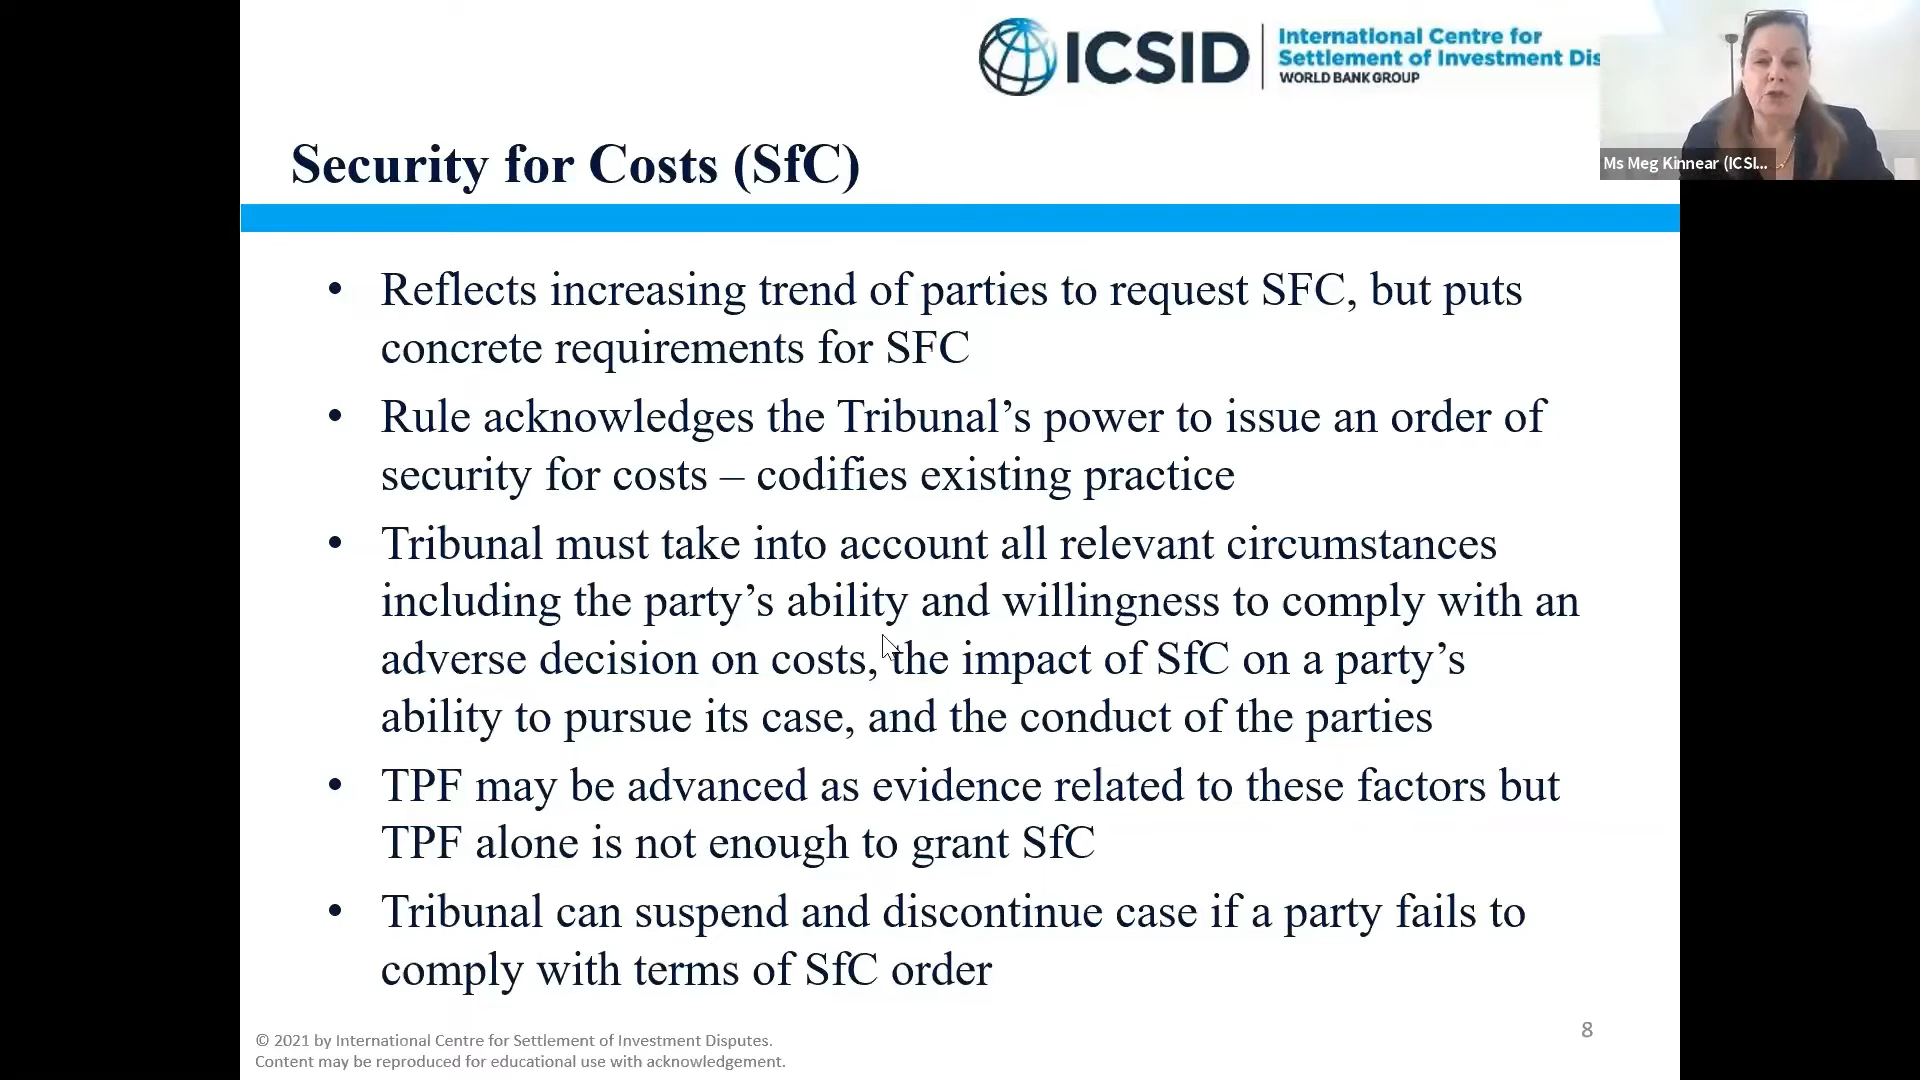 ICSID
International Centre for
Settlement of Investment Dis
WORLD BANK GROUP
Ms Meg Kinnear (ICSI...
Security for Costs (SfC)
• Reflects increasing trend of parties to request SFC, but puts
concrete requirements for SFC
• Rule acknowledges the Tribunal’s power to issue an order of
security for costs – codifies existing practice
• Tribunal must take into account all relevant circumstances
including the party’s ability and willingness to comply with an
adverse decision on costs, the impact of SfC on a party’s
ability to pursue its case, and the conduct of the parties
• TPF may be advanced as evidence related to these factors but
TPF alone is not enough to grant SfC
• Tribunal can suspend and discontinue case if a party fails to
comply with terms of SfC order
© 2021 by International Centre for Settlement of Investment Disputes.
Content may be reproduced for educational use with acknowledgement.
8